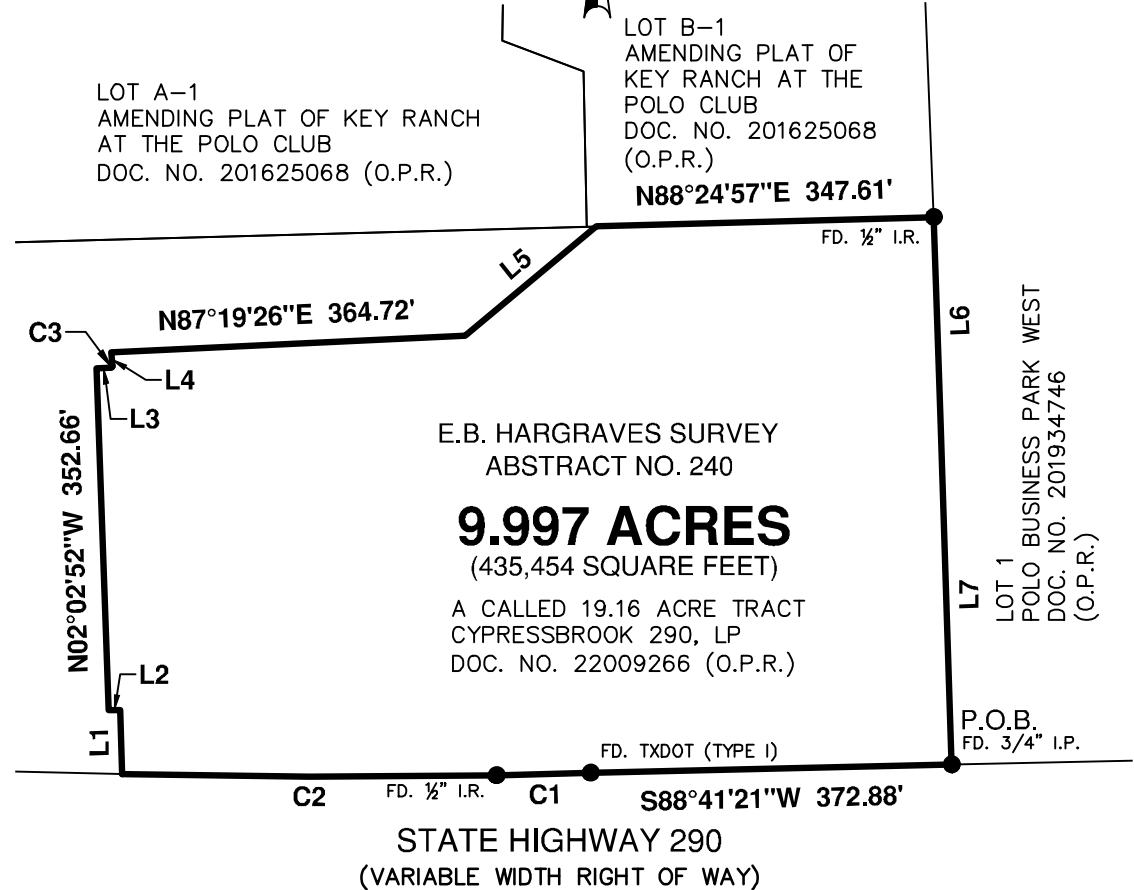 LOT A–1
AMENDING PLAT OF KEY RANCH
AT THE POLO CLUB
DOC. NO. 201625068 (O.P.R.)
LOT B–1
AMENDING PLAT OF
KEY RANCH AT THE
POLO CLUB
DOC. NO. 201625068
(O.P.R.)
N88°24'57"E 347.61'
FD. ½" I.R.
L5
N87°19'26"E 364.72'
C3
L4
L3
L6
LOT 1
POLO BUSINESS PARK WEST
DOC. NO. 201934746
(O.P.R.)
N02°02'52"W 352.66'
E.B. HARGRAVES SURVEY
ABSTRACT NO. 240
9.997 ACRES
(435,454 SQUARE FEET)
A CALLED 19.16 ACRE TRACT
CYPRESSBROOK 290, LP
DOC. NO. 22009266 (O.P.R.)
L7
L2
L1
P.O.B.
FD. 3/4" I.P.
FD. TXDOT (TYPE I)
C2
FD. ½" I.R.
C1
S88°41'21"W 372.88'
STATE HIGHWAY 290
(VARIABLE WIDTH RIGHT OF WAY)